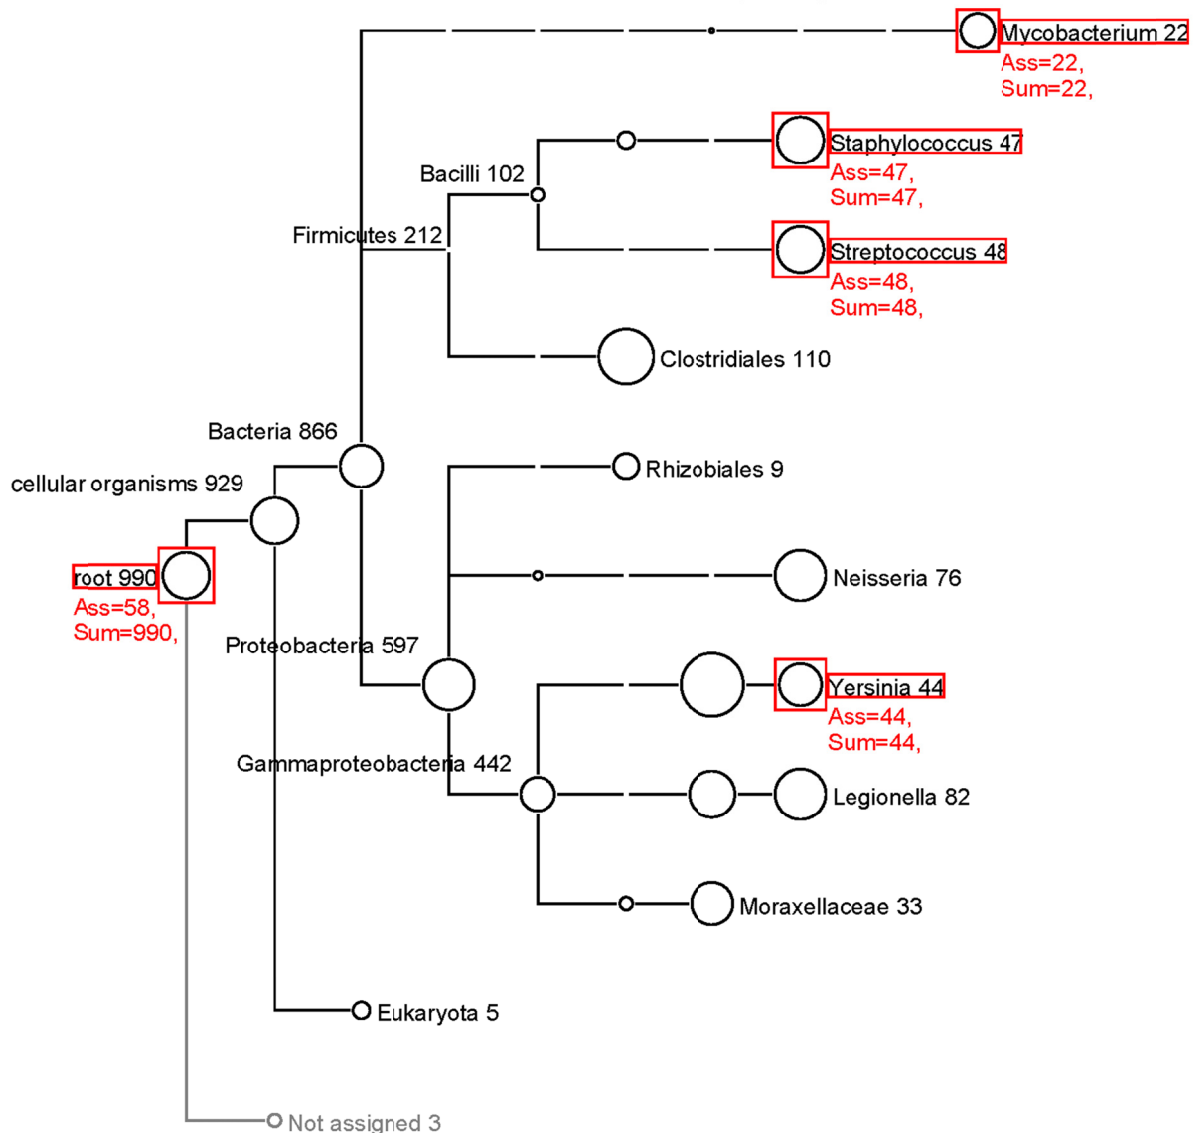 Mycobacterium 22
Ass=22,
Sum=22,
Staphylococcus 47
Ass=47,
Sum=47,
Bacilli 102
Firmicutes 212
Streptococcus 48
Ass=48,
Sum=48,
Clostridiales 110
Bacteria 866
Rhizobiales 9
cellular organisms 929
root 990
Ass=58,
Sum=990,
Neisseria 76
Proteobacteria 597
Yersinia 44
Ass=44,
Sum=44,
Gammaproteobacteria 442
Legionella 82
Moraxellaceae 33
Eukaryota 5
Not assigned 3